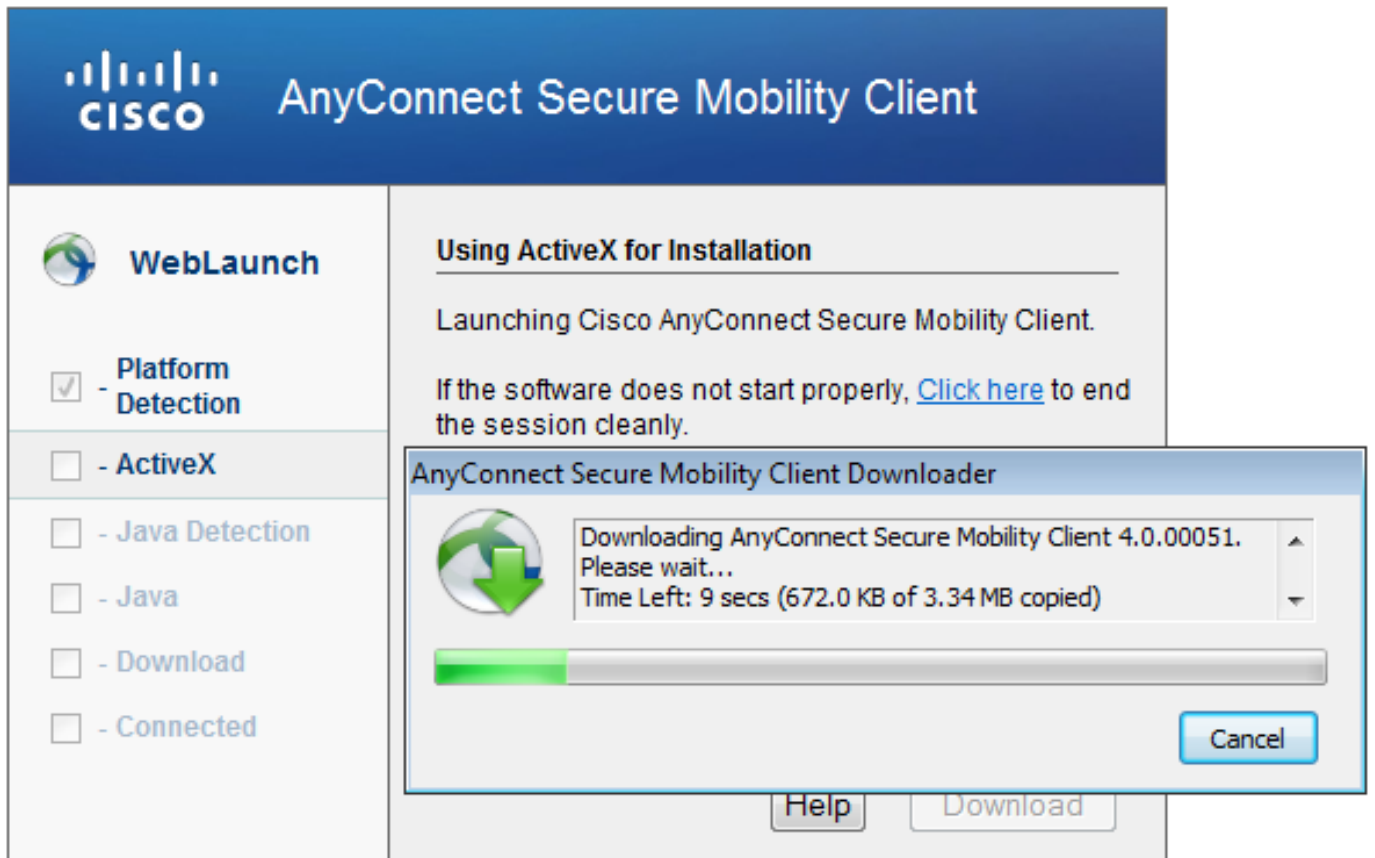 CISCO
AnyConnect Secure Mobility Client
WebLaunch
- Platform
Detection
- ActiveX
- Java Detection
- Java
- Download
- Connected
Using ActiveX for Installation
Launching Cisco AnyConnect Secure Mobility Client.
If the software does not start properly, Click here to end
the session cleanly.
AnyConnect Secure Mobility Client Downloader
Downloading AnyConnect Secure Mobility Client 4.0.00051.
Please wait...
Time Left: 9 secs (672.0 KB of 3.34 MB copied)
Cancel
Help
Download